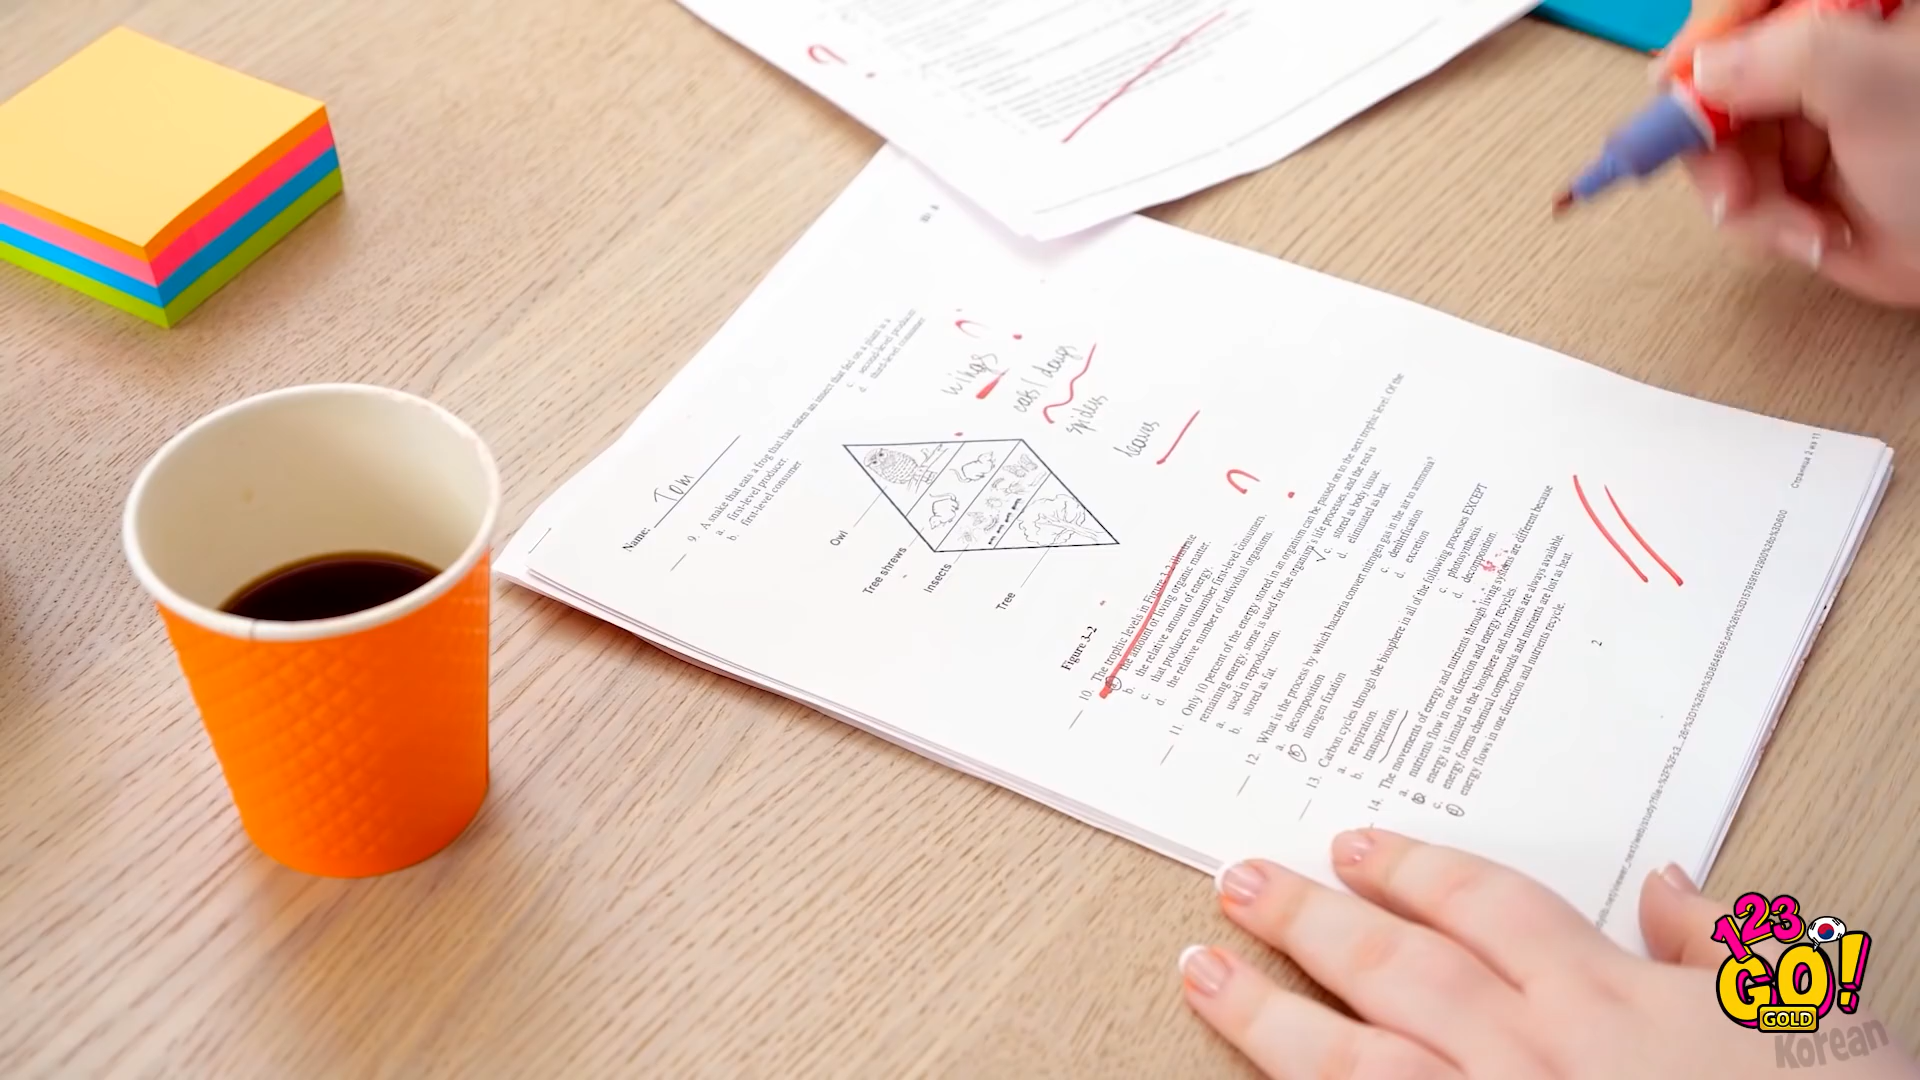 Name: Tom
9. A snake that eats a frog that has eaten an insect that fed on a plant is a
a. first-level producer.
b. first-level consumer
c. second-level producer
d. third-level consumer
wings
leaves
Owl
Tree shrews
Insects
Tree
Figure 3-2
10. The trophic levels in Figure 3-2 illustrate
a. the amount of living organic matter.
b. the relative amount of energy.
c. that producers outnumber first-level consumers.
d. the relative number of individual organisms.
11. Only 10 percent of the energy stored in an organism can be passed on to the next trophic level. Of the
remaining energy, some is used for the organism's life processes, and the rest is
a. used in reproduction.
b. stored as fat.
c. stored as body tissue.
d. eliminated as heat.
12. What is the process by which bacteria convert nitrogen gas in the air to ammonia?
a. decomposition
b. nitrogen fixation
c. denitrification
d. excretion
13. Carbon cycles through the biosphere in all of the following processes EXCEPT
a. respiration.
b. transpiration.
c. photosynthesis.
d. decomposition.
14. The movements of energy and nutrients through living systems are different because
a. nutrients flow in one direction and energy recycles.
b. energy is limited in the biosphere and nutrients are always available.
c. energy forms chemical compounds and nutrients are lost as heat.
d. energy flows in one direction and nutrients recycle.
2
Страница 2 из 11
123
GO!
GOLD
Korean